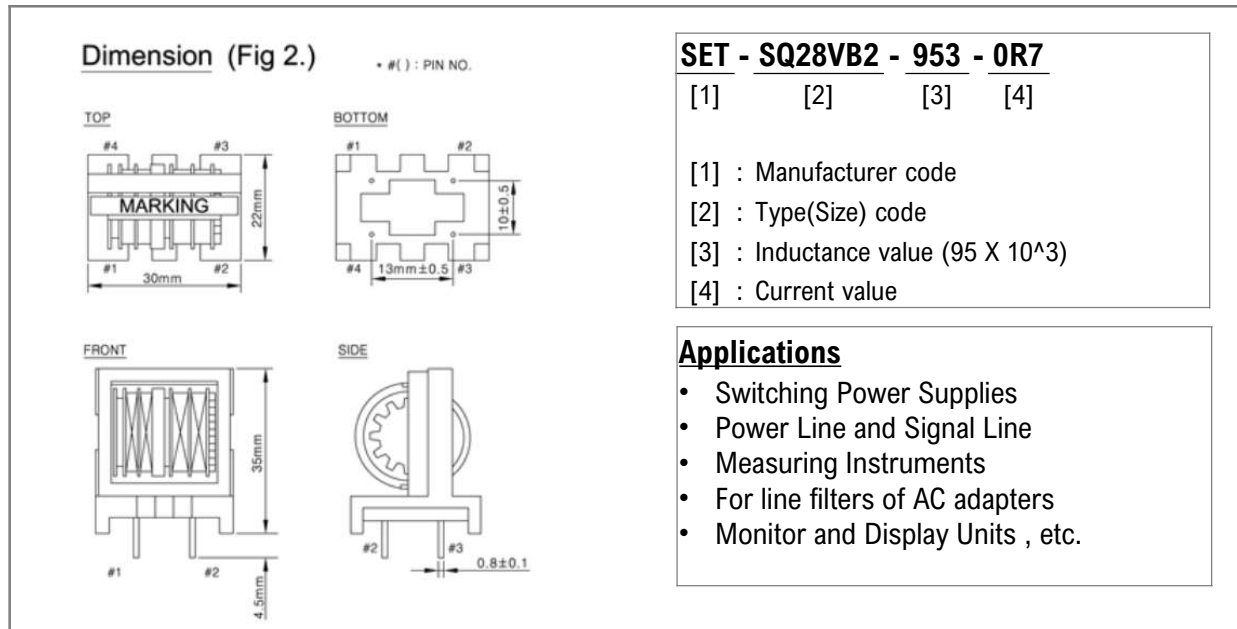 Dimension (Fig 2.)
• #( ) : PIN NO.
TOP
#4 #3
MARKING
22mm
#1 #2
30mm
BOTTOM
#1 #2
10±0.5
#4 13mm±0.5 #3
FRONT
35mm
#1 #2
4.5mm
SIDE
#2 #3
0.8±0.1
SET - SQ28VB2 - 953 - 0R7
[1] [2] [3] [4]
[1] : Manufacturer code
[2] : Type(Size) code
[3] : Inductance value (95 X 10^3)
[4] : Current value
Applications
• Switching Power Supplies
• Power Line and Signal Line
• Measuring Instruments
• For line filters of AC adapters
• Monitor and Display Units , etc.